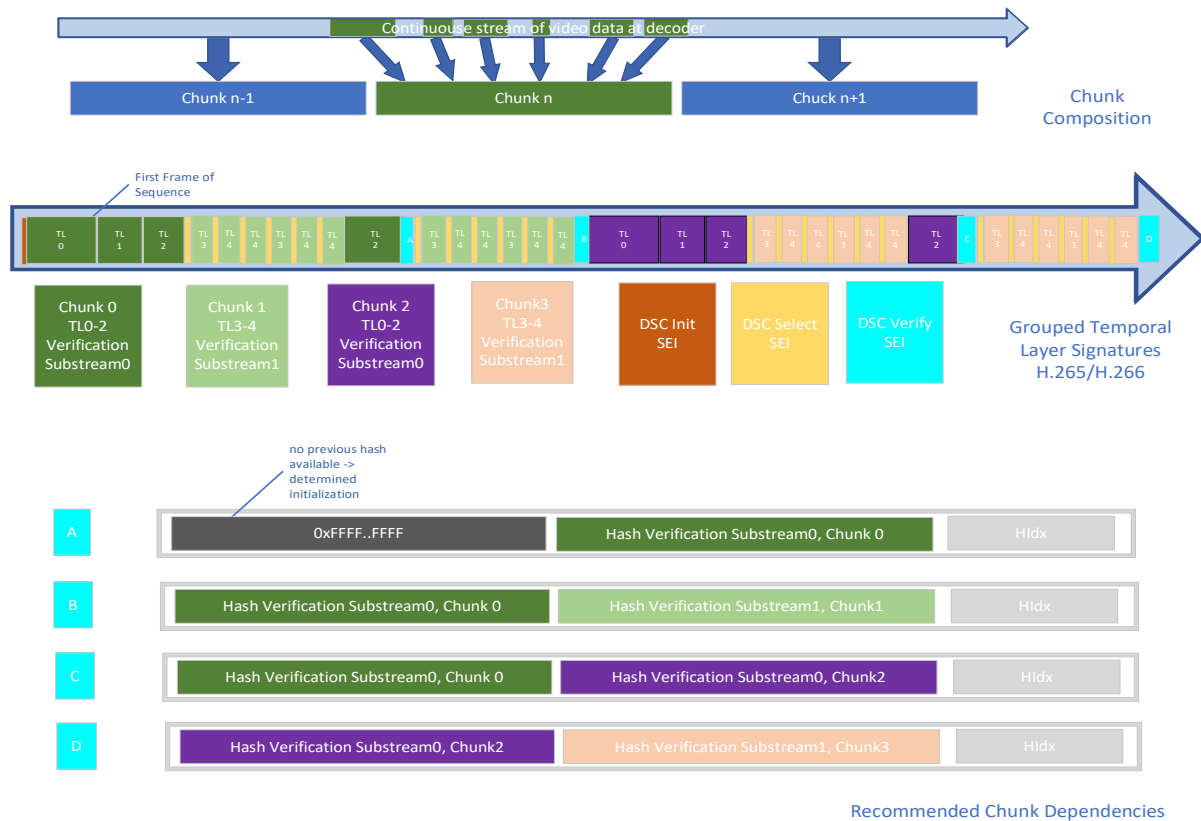 Continuouse stream of video data at decoder
Chunk n-1
Chunk n
Chuck n+1
Chunk
Composition
First Frame of
Sequence
TL
0
TL
1
TL
2
TL
3
TL
4
TL
4
TL
3
TL
4
TL
4
TL
2
A
TL
3
TL
4
TL
4
TL
3
TL
4
TL
4
B
TL
0
TL
1
TL
2
TL
3
TL
4
TL
4
TL
3
TL
4
TL
4
TL
2
C
TL
3
TL
4
TL
4
TL
3
TL
4
TL
4
D
Chunk 0
TL0-2
Verification
Substream0
Chunk 1
TL3-4
Verification
Substream1
Chunk 2
TL0-2
Verification
Substream0
Chunk3
TL3-4
Verification
Substream1
DSC Init
SEI
DSC Select
SEI
DSC Verify
SEI
Grouped Temporal
Layer Signatures
H.265/H.266
no previous hash
available ->
determined
initialization
A
0xFFFF..FFFF
Hash Verification Substream0, Chunk 0
HIdx
B
Hash Verification Substream0, Chunk 0
Hash Verification Substream1, Chunk1
HIdx
C
Hash Verification Substream0, Chunk 0
Hash Verification Substream0, Chunk2
HIdx
D
Hash Verification Substream0, Chunk2
Hash Verification Substream1, Chunk3
HIdx
Recommended Chunk Dependencies